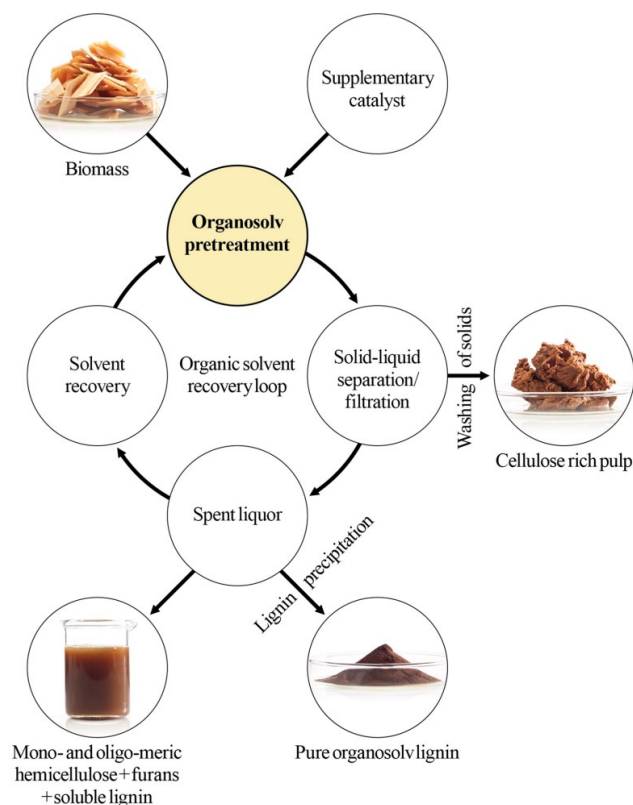 Supplementary
catalyst
Biomass
Organosolv
pretreatment
Solvent
recovery
Organic solvent
recovery loop
Solid-liquid
separation/
filtration
Washing of solids
Cellulose rich pulp
Spent liquor
Lignin precipitation
Mono- and oligo-meric
hemicellulose + furans
+ soluble lignin
Pure organosolv lignin